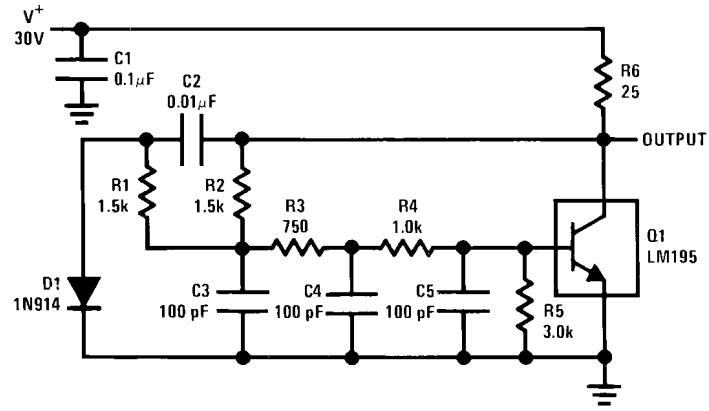 V+
30V
C1
0.1μF
C2
0.01μF
R6
25
OUTPUT
R1
1.5k
R2
1.5k
R3
750
R4
1.0k
Q1
LM195
D1
1N914
C3
100 pF
C4
100 pF
C5
100 pF
R5
3.0k